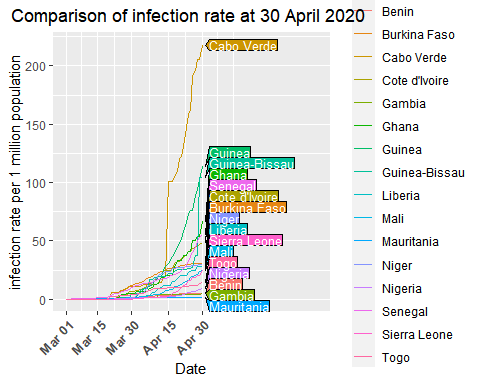 Comparison of infection rate at 30 April 2020
infection rate per 1 million population
200
150
100
50
0
Cabo Verde
Guinea
Guinea-Bissau
Ghana
Senegal
Cote d'Ivoire
Burkina Faso
Niger
Liberia
Sierra Leone
Mali
Togo
Nigeria
Benin
Gambia
Mauritania
Mar 01
Mar 15
Mar 30
Apr 15
Apr 30
Date
Benin
Burkina Faso
Cabo Verde
Cote d'Ivoire
Gambia
Ghana
Guinea
Guinea-Bissau
Liberia
Mali
Mauritania
Niger
Nigeria
Senegal
Sierra Leone
Togo